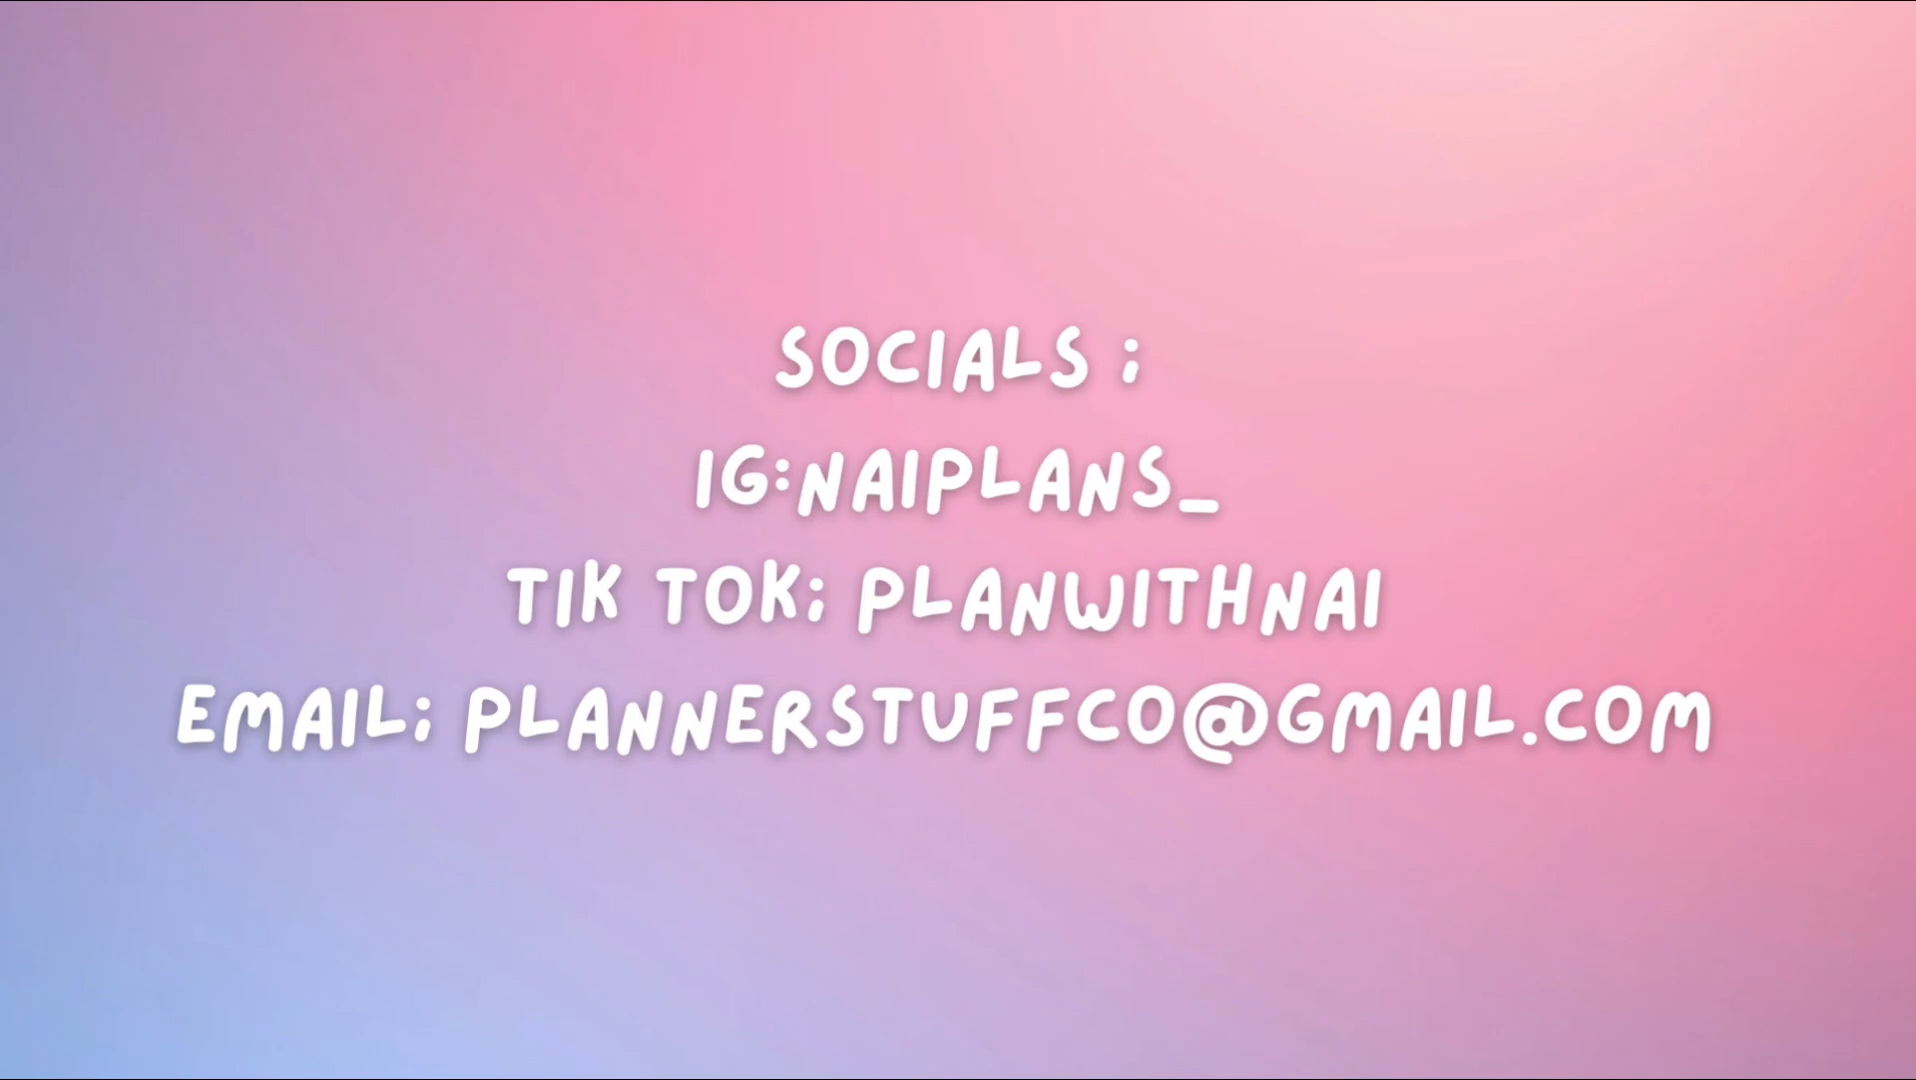 SOCIALS ;
IG:NAIPLANS_
TIK TOK; PLANWITHNAI
EMAIL; PLANNERSTUFFCO@GMAIL.COM